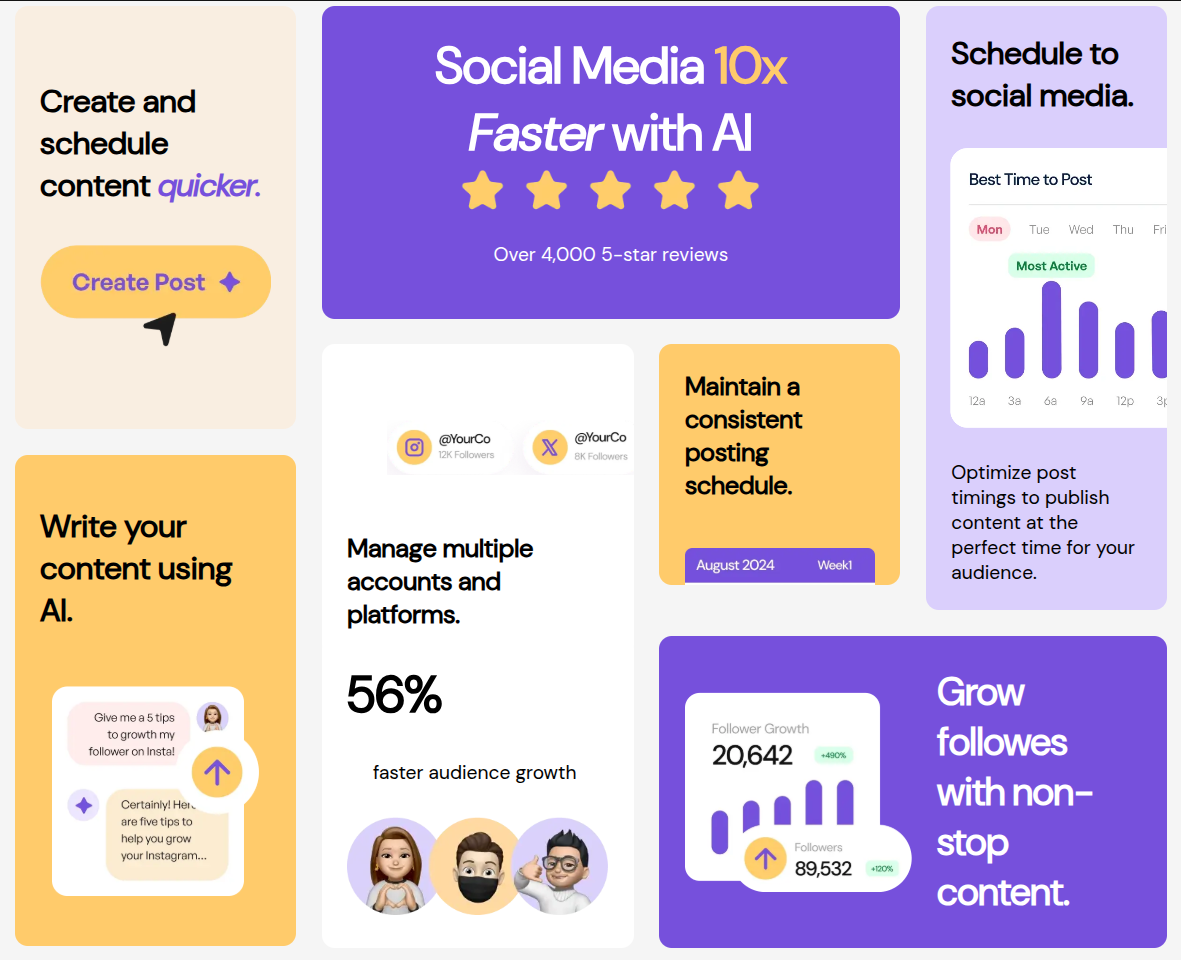 Create and
schedule
content quicker.
Create Post
Social Media 10x
Faster with AI
Over 4,000 5-star reviews
Schedule to
social media.
Best Time to Post
Mon Tue Wed Thu Fri
Most Active
12a 3a 6a 9a 12p
Optimize post
timings to publish
content at the
perfect time for your
audience.
Write your
content using
AI.
Give me a 5 tips
to growth my
follower on Insta!
Certainly! Here
are five tips to
help you grow
your Instagram...
@YourCo
12K Followers
@YourCo
8K Followers
Manage multiple
accounts and
platforms.
56%
faster audience growth
Maintain a
consistent
posting
schedule.
August 2024 Week1
Follower Growth
20,642 +490%
Followers
89,532 +120%
Grow
followes
with non-
stop
content.